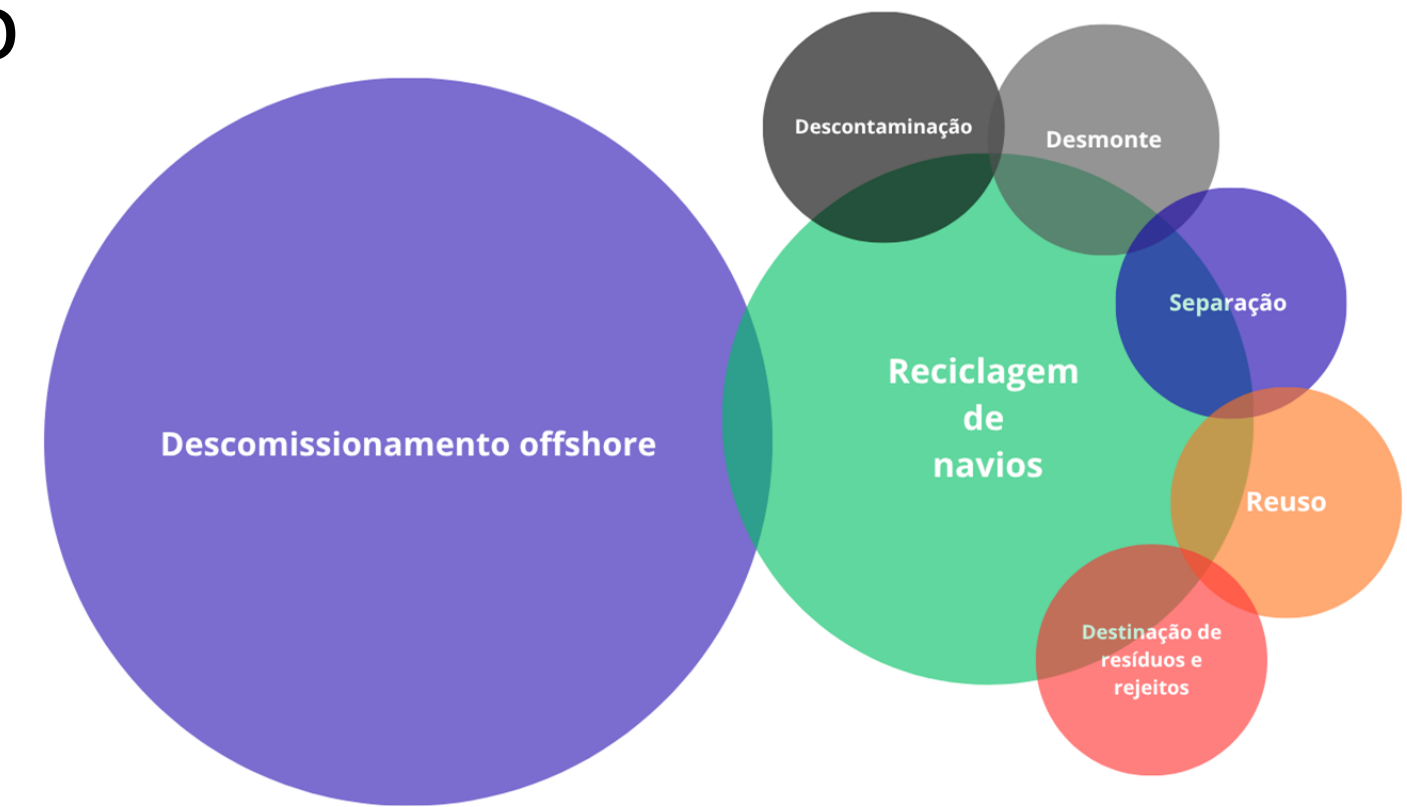 Descontaminação
Desmonte
Separação
Reciclagem
de
navios
Descomissionamento offshore
Reuso
Destinação de
resíduos e
rejeitos